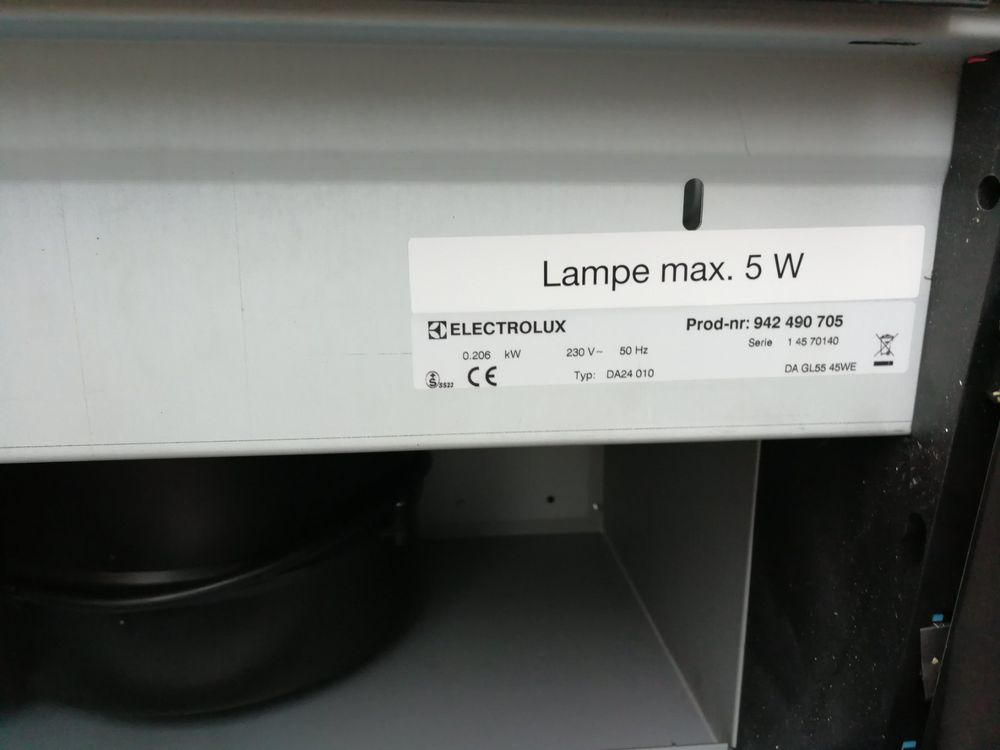 Lampe max. 5 W
ELECTROLUX
Prod-nr: 942 490 705
Serie 1 45 70140
0.206 kW 230 V~ 50 Hz
S SS22 CE Typ: DA24 010
DA GL55 45WE